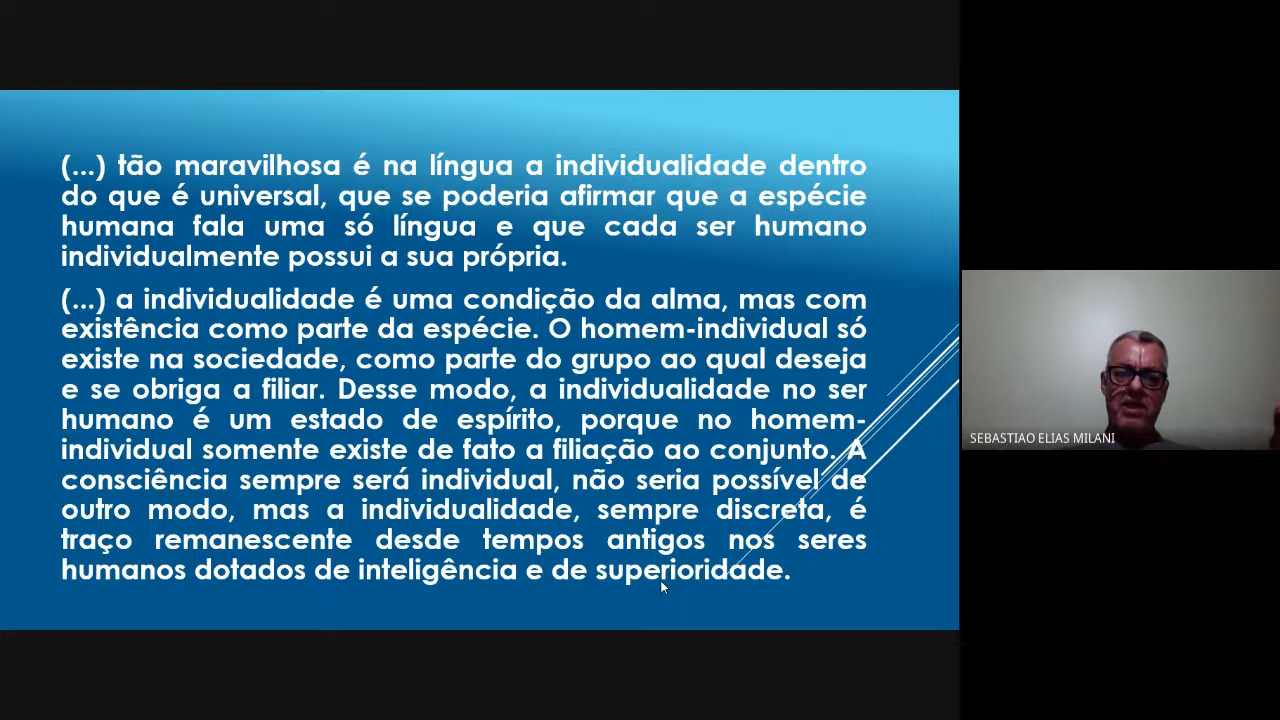 (...) tão maravilhosa é na língua a individualidade dentro
do que é universal, que se poderia afirmar que a espécie
humana fala uma só língua e que cada ser humano
individualmente possui a sua própria.
(...) a individualidade é uma condição da alma, mas com
existência como parte da espécie. O homem-individual só
existe na sociedade, como parte do grupo ao qual deseja
e se obriga a filiar. Desse modo, a individualidade no ser
humano é um estado de espírito, porque no homem-
individual somente existe de fato a filiação ao conjunto. A
consciência sempre será individual, não seria possível de
outro modo, mas a individualidade, sempre discreta, é
traço remanescente desde tempos antigos nos seres
humanos dotados de inteligência e de superioridade.
SEBASTIAO ELIAS MILANI